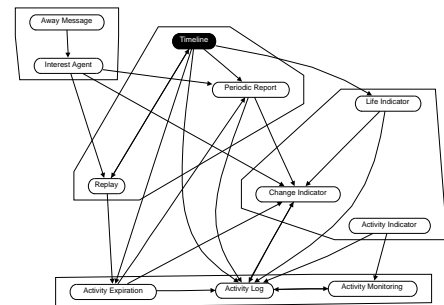 Away Message
Timeline
Interest Agent
Periodic Report
Life Indicator
Replay
Change Indicator
Activity Indicator
Activity Expiration
Activity Log
Activity Monitoring